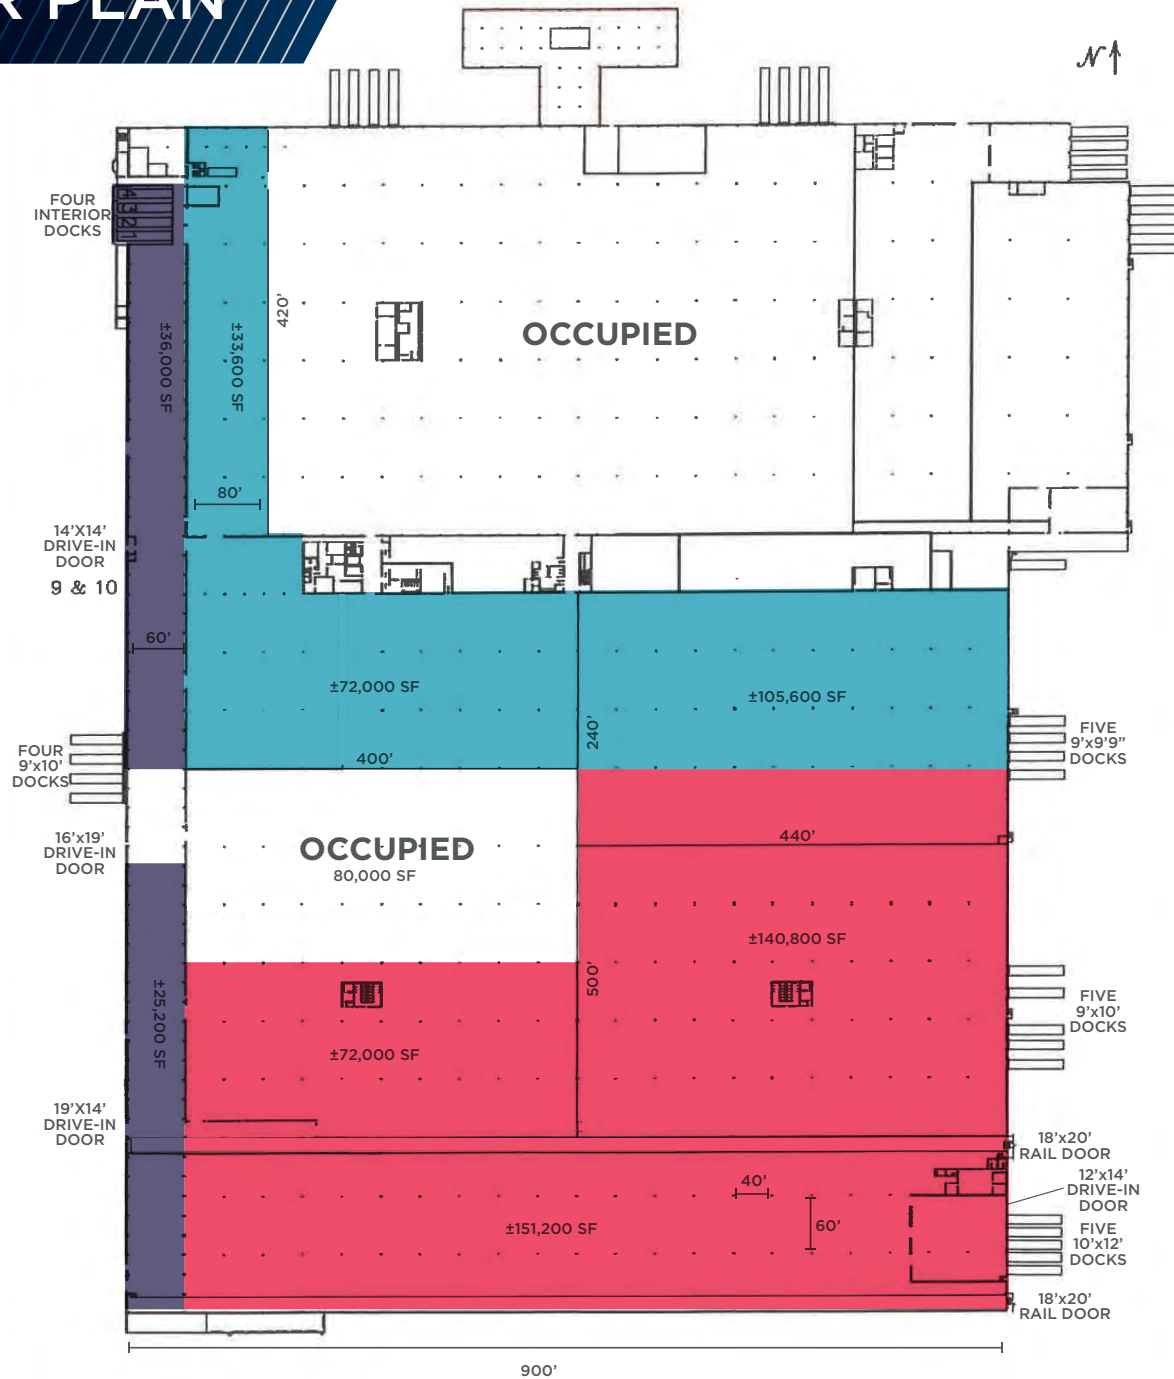 R PLAN
N
FOUR
INTERIOR
DOCKS
4
3
2
1
±36,000 SF
±33,600 SF
420'
OCCUPIED
80'
14'X14'
DRIVE-IN
DOOR
9 & 10
60'
±72,000 SF
±105,600 SF
240'
400'
FOUR
9'x10'
DOCKS
FIVE
9'x9'9"
DOCKS
16'x19'
DRIVE-IN
DOOR
OCCUPIED
80,000 SF
440'
±140,800 SF
500'
±25,200 SF
±72,000 SF
FIVE
9'x10'
DOCKS
19'X14'
DRIVE-IN
DOOR
18'x20'
RAIL DOOR
12'x14'
DRIVE-IN
DOOR
40'
60'
±151,200 SF
FIVE
10'x12'
DOCKS
18'x20'
RAIL DOOR
900'